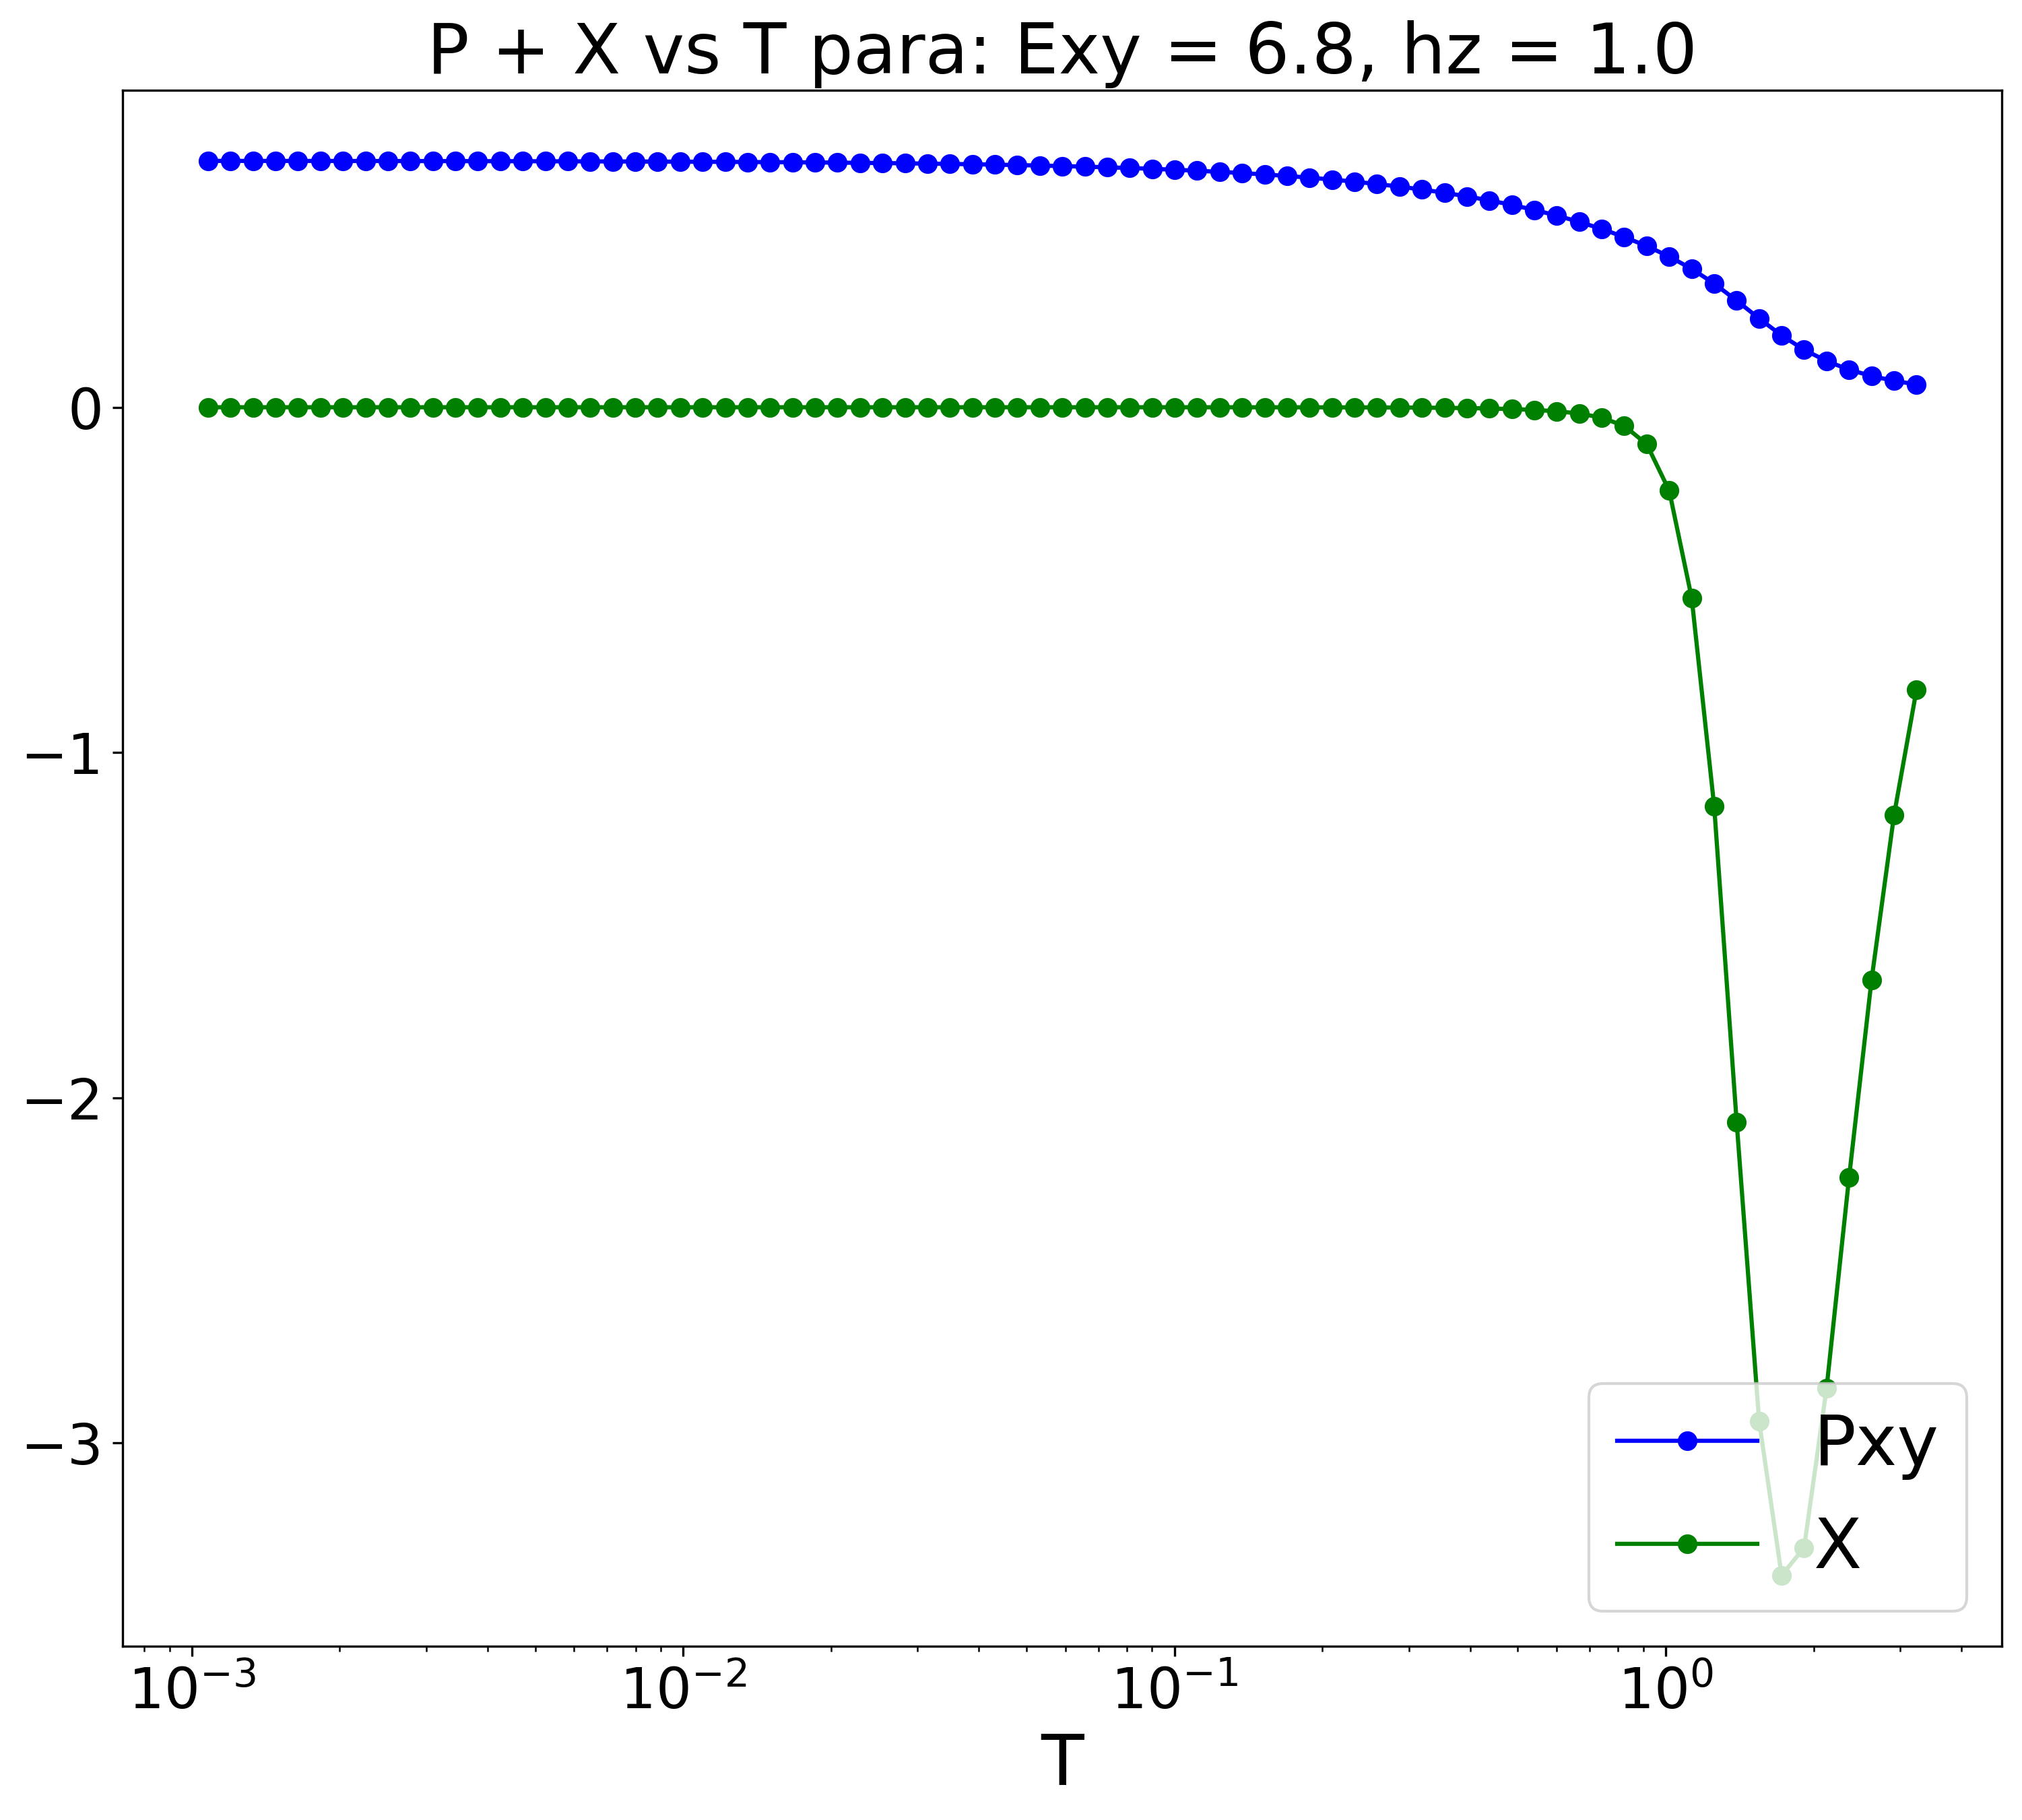 P + X vs T para: Exy = 6.8, hz = 1.0
0
−1
−2
−3
Pxy
X
10⁻³ 10⁻² 10⁻¹ 10⁰
T